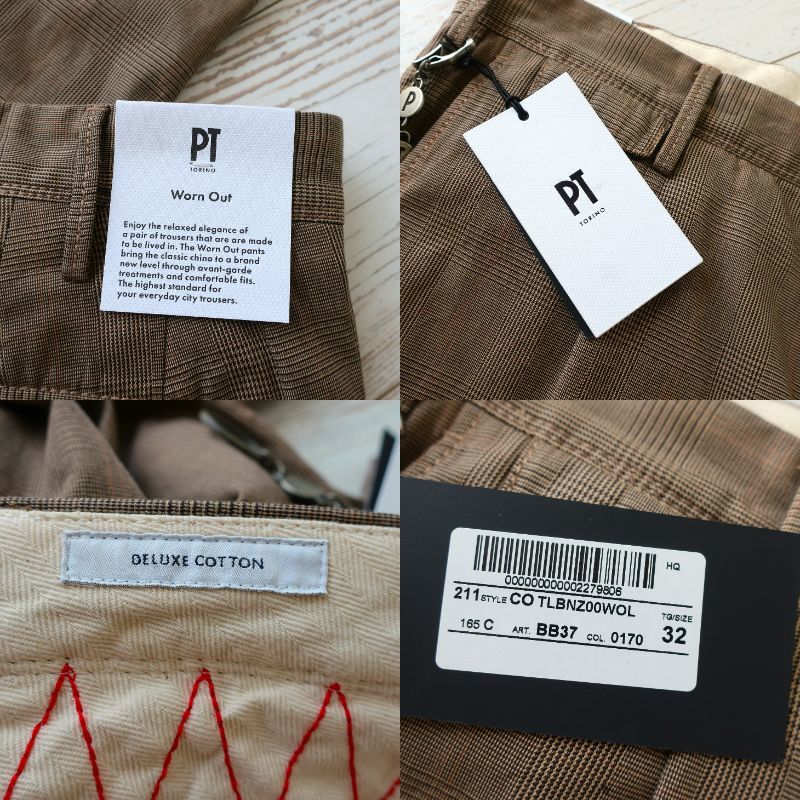 PT
TORINO
Worn Out
Enjoy the relaxed elegance of
a pair of trousers that are are made
to be lived in. The Worn Out pants
bring the classic chino to a brand
new level through avant-garde
treatments and comfortable fits.
The highest standard for
your everyday city trousers.
P
PT
TORINO
DELUXE COTTON
HQ
000000000002279806
211 STYLE CO TLBNZ00WOL
TG/SIZE
165 C ART. BB37 COL. 0170 32